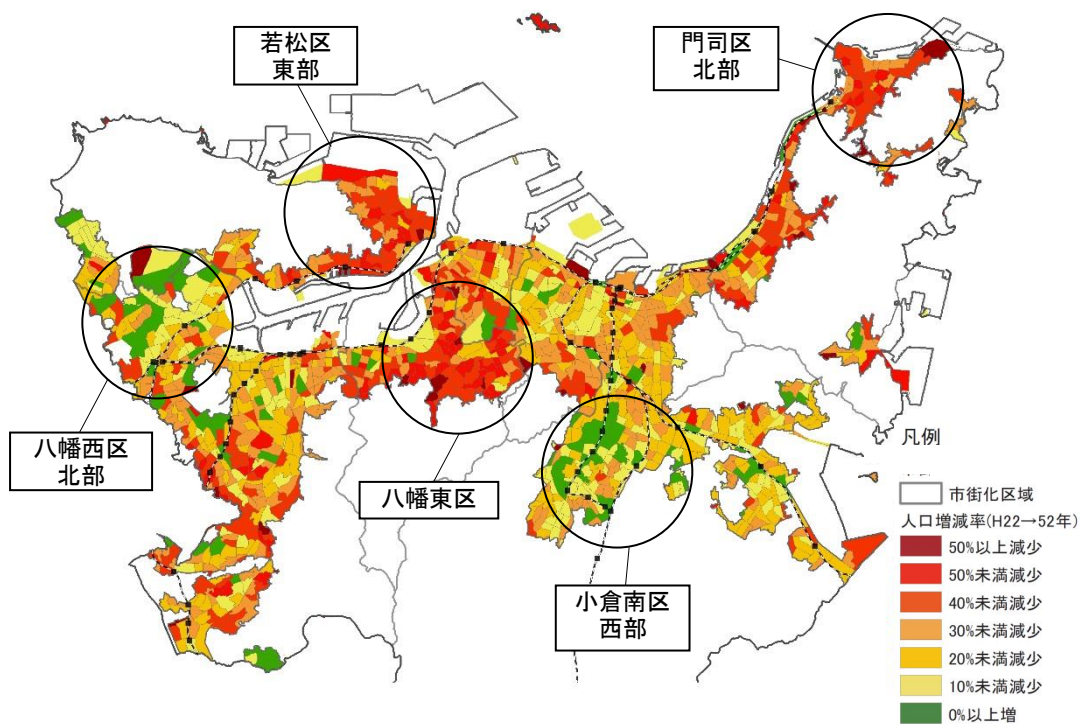 若松区
東部
門司区
北部
八幡西区
北部
八幡東区
小倉南区
西部
凡例
市街化区域
人口増減率(H22→52年)
50%以上減少
50%未満減少
40%未満減少
30%未満減少
20%未満減少
10%未満減少
0%以上増